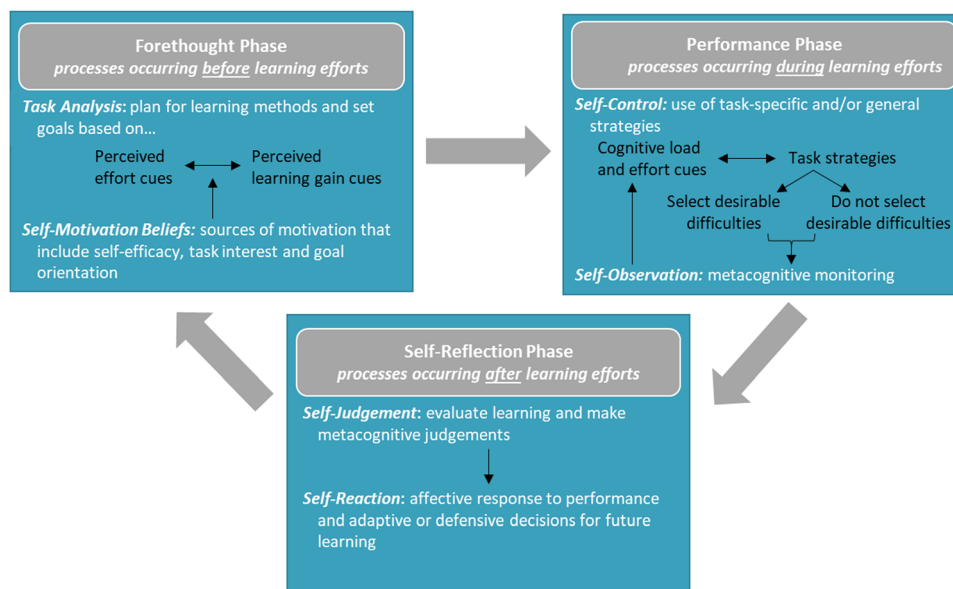 Forethought Phase
processes occurring before learning efforts
Task Analysis: plan for learning methods and set
goals based on...
Perceived
effort cues
Perceived
learning gain cues
Self-Motivation Beliefs: sources of motivation that
include self-efficacy, task interest and goal
orientation
Performance Phase
processes occurring during learning efforts
Self-Control: use of task-specific and/or general
strategies
Cognitive load
and effort cues
Task strategies
Select desirable
difficulties
Do not select
desirable difficulties
Self-Observation: metacognitive monitoring
Self-Reflection Phase
processes occurring after learning efforts
Self-Judgement: evaluate learning and make
metacognitive judgements
Self-Reaction: affective response to performance
and adaptive or defensive decisions for future
learning